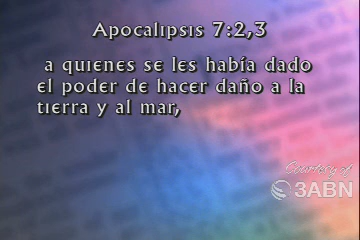 Apocalipsis 7:2,3
a quienes se les había dado
el poder de hacer daño a la
tierra y al mar,
Courtesy of
3ABN